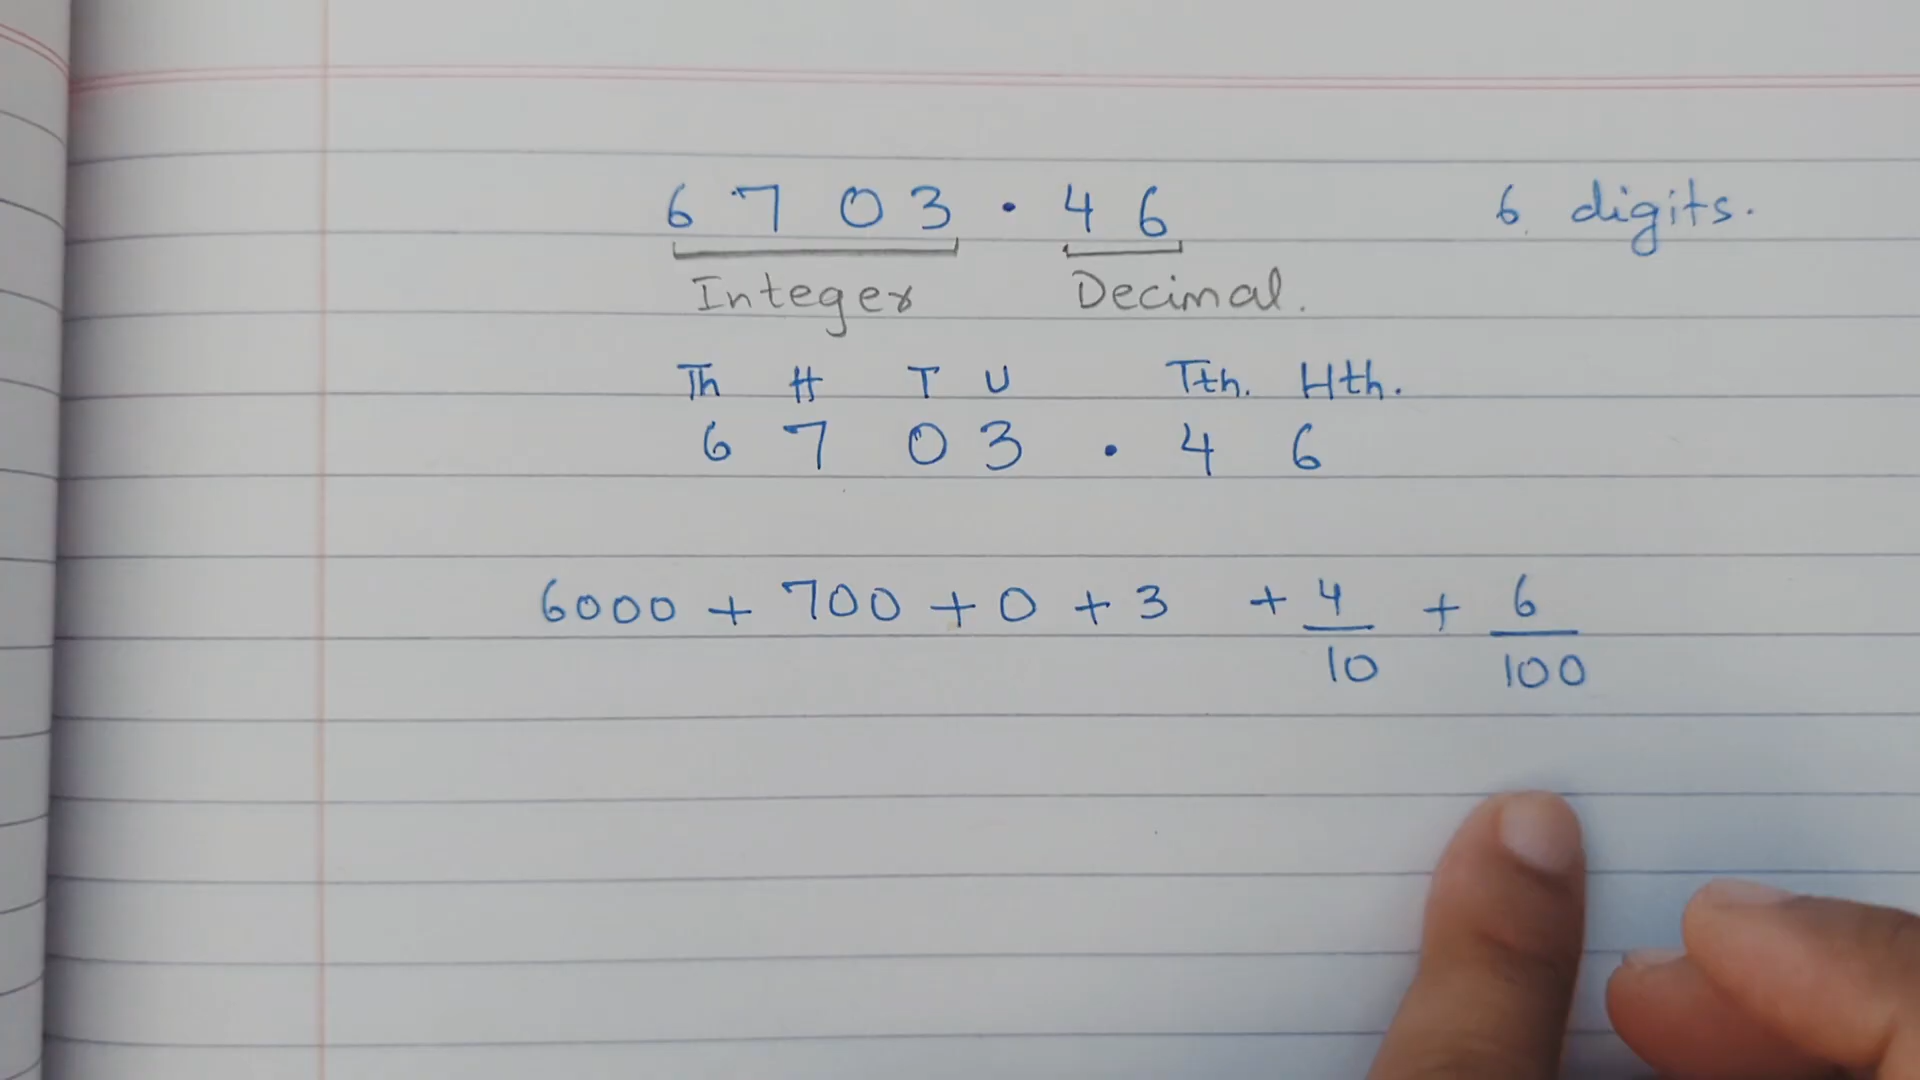 6 7 0 3 . 4 6 6 digits.
Integer Decimal.
Th H T U Tth. Hth.
6 7 0 3 . 4 6
6000 + 700 + 0 + 3 + 4/10 + 6/100